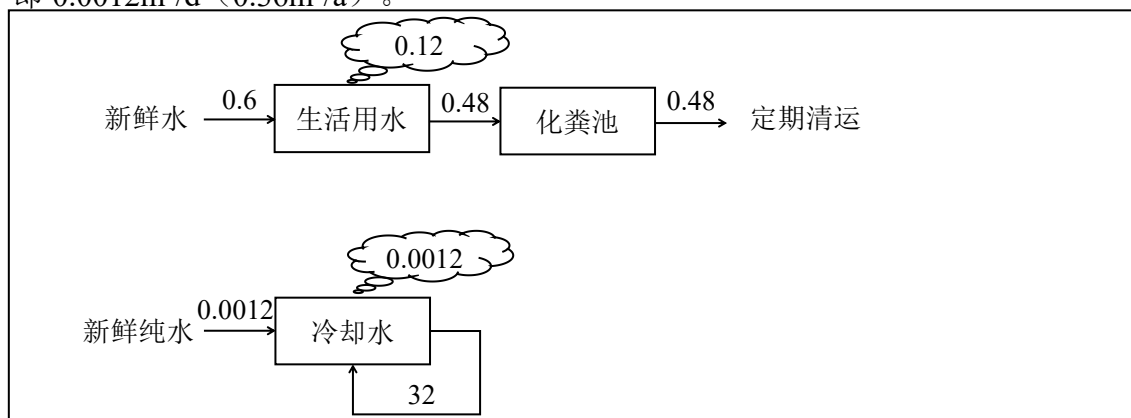 即 0.0012m³/d（0.36m³/a）。
0.12
新鲜水 0.6 生活用水 0.48 化粪池 0.48 定期清运
0.0012
新鲜纯水 0.0012 冷却水
32